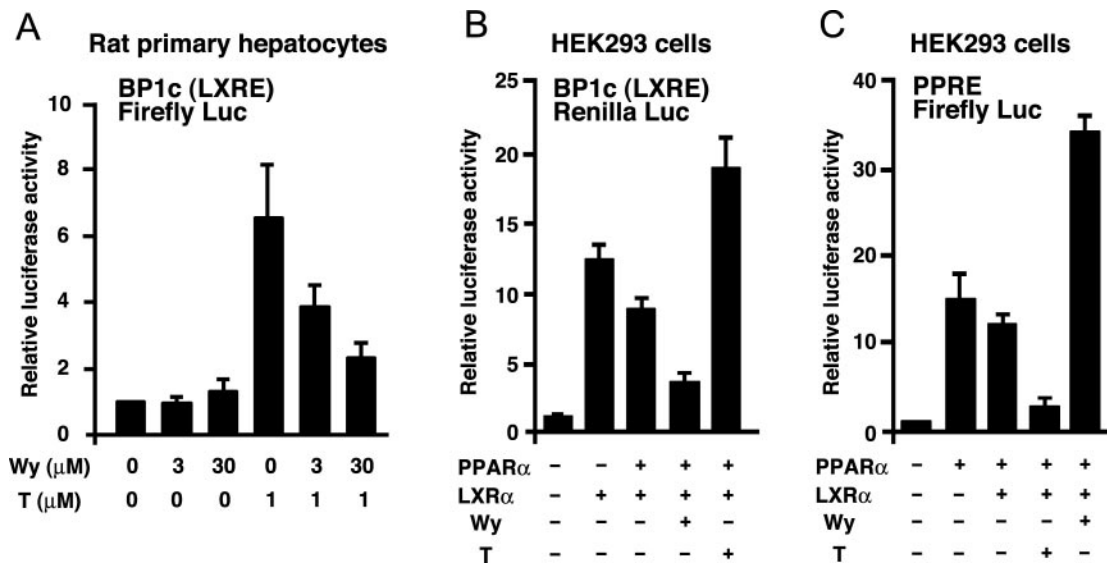 A
Rat primary hepatocytes
BP1c (LXRE)
Firefly Luc
Relative luciferase activity
10
8
6
4
2
0
Wy (μM) 0 3 30 0 3 30
T (μM) 0 0 0 1 1 1
B
HEK293 cells
BP1c (LXRE)
Renilla Luc
Relative luciferase activity
25
20
15
10
5
0
PPARα – – + + +
LXRα – + + + +
Wy – – – + –
T – – – – +
C
HEK293 cells
PPRE
Firefly Luc
Relative luciferase activity
40
30
20
10
0
PPARα – + + + +
LXRα – – + + +
Wy – – – – +
T – – – + –